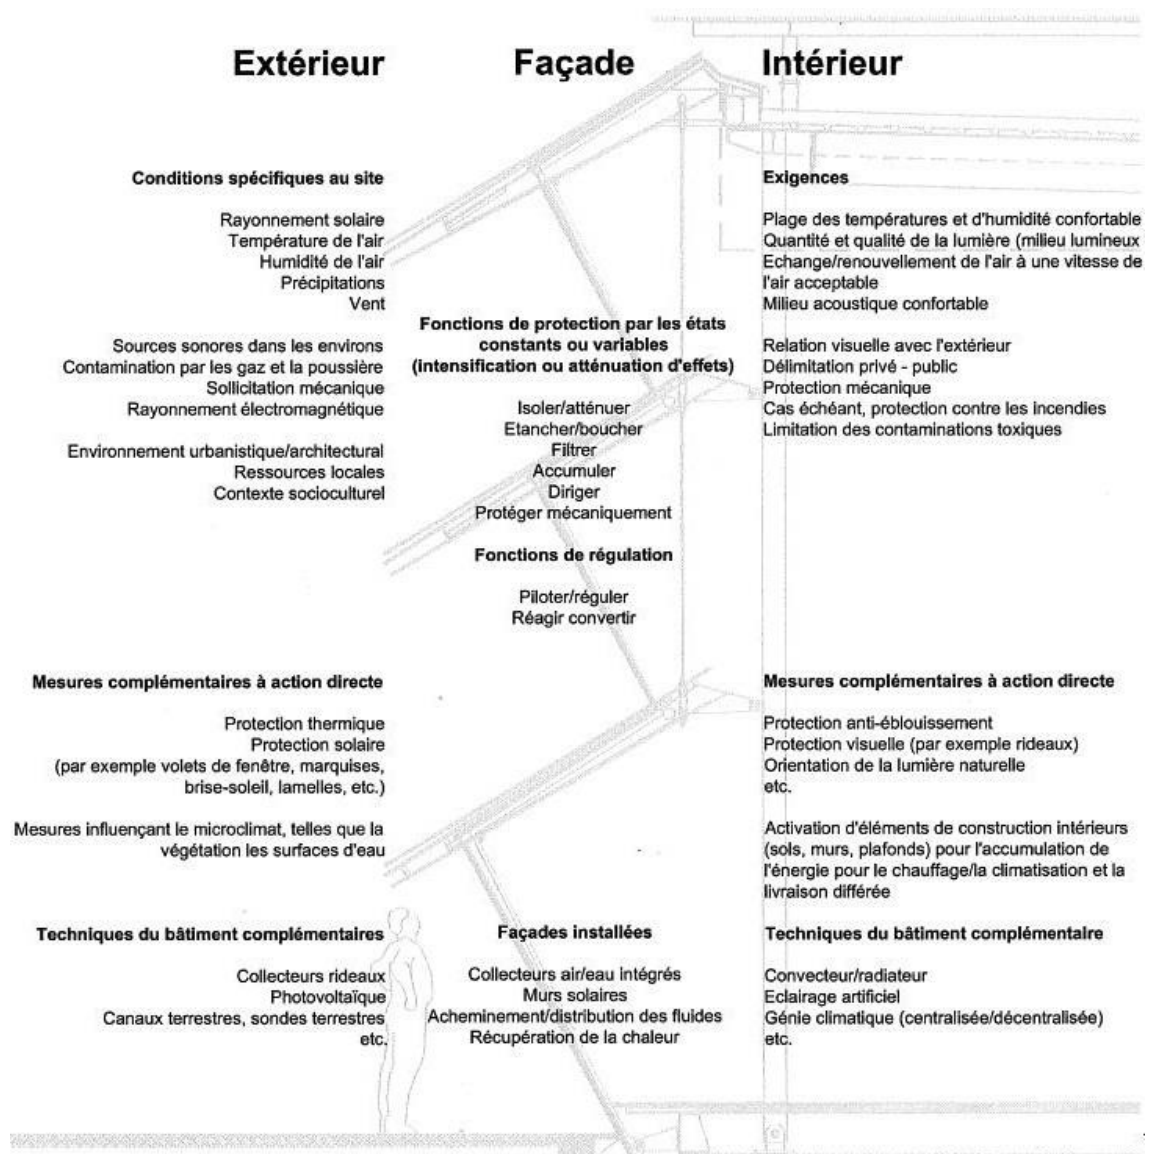 Extérieur
Façade
Intérieur
Conditions spécifiques au site
Rayonnement solaire
Température de l'air
Humidité de l'air
Précipitations
Vent
Sources sonores dans les environs
Contamination par les gaz et la poussière
Sollicitation mécanique
Rayonnement électromagnétique
Environnement urbanistique/architectural
Ressources locales
Contexte socioculturel
Mesures complémentaires à action directe
Protection thermique
Protection solaire
(par exemple volets de fenêtre, marquises,
brise-soleil, lamelles, etc.)
Mesures influençant le microclimat, telles que la
végétation les surfaces d'eau
Techniques du bâtiment complémentaires
Collecteurs rideaux
Photovoltaïque
Canaux terrestres, sondes terrestres
etc.
Fonctions de protection par les états
constants ou variables
(intensification ou atténuation d'effets)
Isoler/atténuer
Etancher/boucher
Filtrer
Accumuler
Diriger
Protéger mécaniquement
Fonctions de régulation
Piloter/réguler
Réagir convertir
Façades installées
Collecteurs air/eau intégrés
Murs solaires
Acheminement/distribution des fluides
Récupération de la chaleur
Exigences
Plage des températures et d'humidité confortable
Quantité et qualité de la lumière (milieu lumineux
Echange/renouvellement de l'air à une vitesse de
l'air acceptable
Milieu acoustique confortable
Relation visuelle avec l'extérieur
Délimitation privé - public
Protection mécanique
Cas échéant, protection contre les incendies
Limitation des contaminations toxiques
Mesures complémentaires à action directe
Protection anti-éblouissement
Protection visuelle (par exemple rideaux)
Orientation de la lumière naturelle
etc.
Activation d'éléments de construction intérieurs
(sols, murs, plafonds) pour l'accumulation de
l'énergie pour le chauffage/la climatisation et la
livraison différée
Techniques du bâtiment complémentaire
Convecteur/radiateur
Eclairage artificiel
Génie climatique (centralisée/décentralisée)
etc.